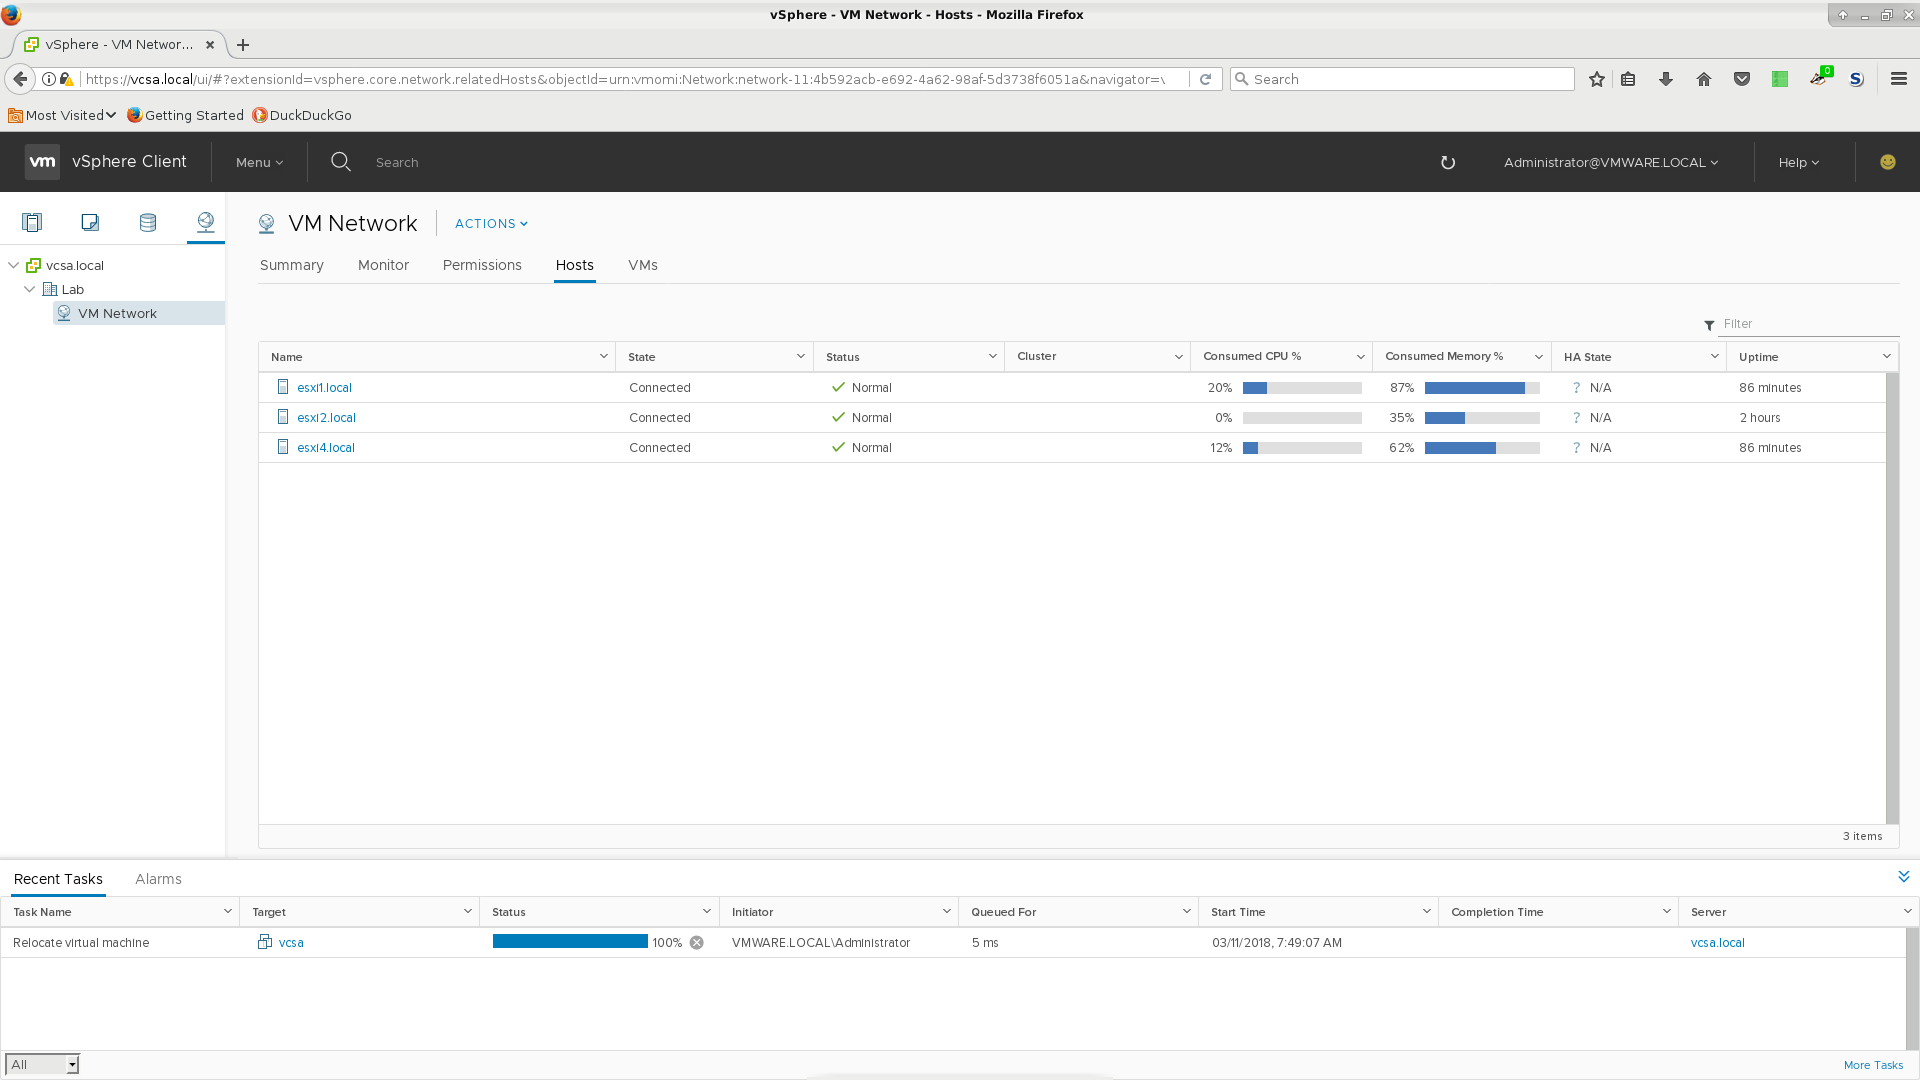 vSphere - VM Network - Hosts - Mozilla Firefox
vSphere - VM Networ...
https://vcsa.local/ui/#?extensionId=vsphere.core.network.relatedHosts&objectId=urn:vmomi:Network:network-11:4b592acb-e692-4a62-98af-5d3738f6051a&navigator=v
Search
0
Most Visited
Getting Started
DuckDuckGo
vm
vSphere Client
Menu
Search
Administrator@VMWARE.LOCAL
Help
VM Network
ACTIONS
vcsa.local
Lab
VM Network
Summary Monitor Permissions Hosts VMs
Filter
Name State Status Cluster Consumed CPU % Consumed Memory % HA State Uptime
esxi1.local Connected Normal 20% 87% ? N/A 86 minutes
esxi2.local Connected Normal 0% 35% ? N/A 2 hours
esxi4.local Connected Normal 12% 62% ? N/A 86 minutes
3 items
Recent Tasks Alarms
Task Name Target Status Initiator Queued For Start Time Completion Time Server
Relocate virtual machine vcsa 100% VMWARE.LOCAL\Administrator 5 ms 03/11/2018, 7:49:07 AM vcsa.local
All
More Tasks